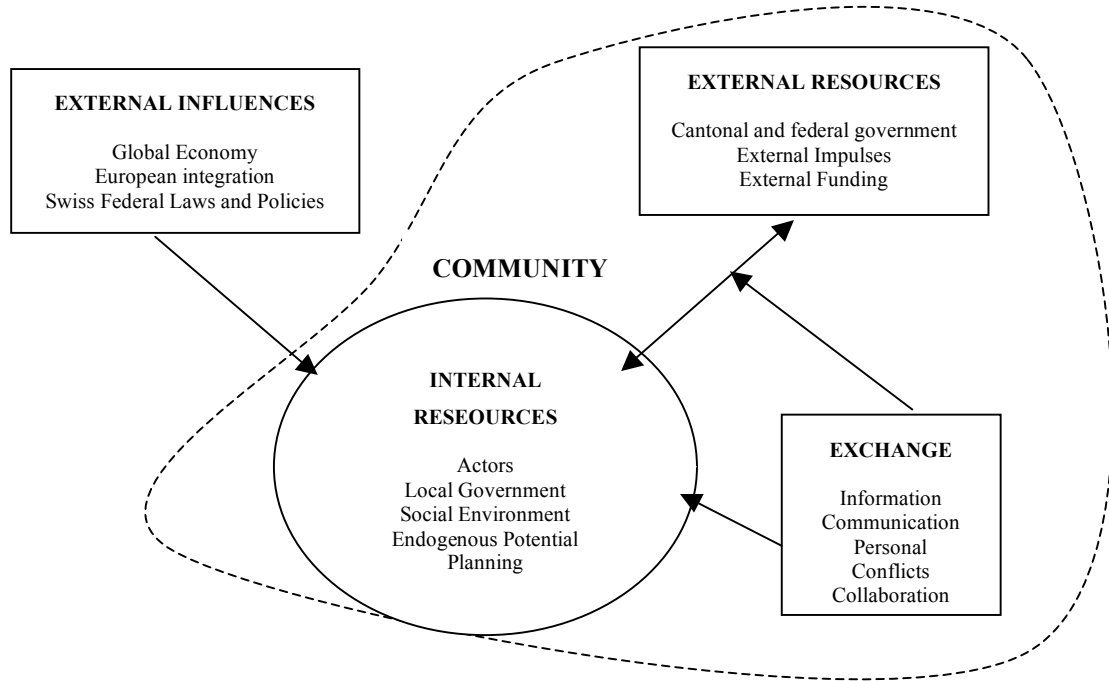 EXTERNAL INFLUENCES
Global Economy
European integration
Swiss Federal Laws and Policies
EXTERNAL RESOURCES
Cantonal and federal government
External Impulses
External Funding
COMMUNITY
INTERNAL
RESEOURCES
Actors
Local Government
Social Environment
Endogenous Potential
Planning
EXCHANGE
Information
Communication
Personal
Conflicts
Collaboration